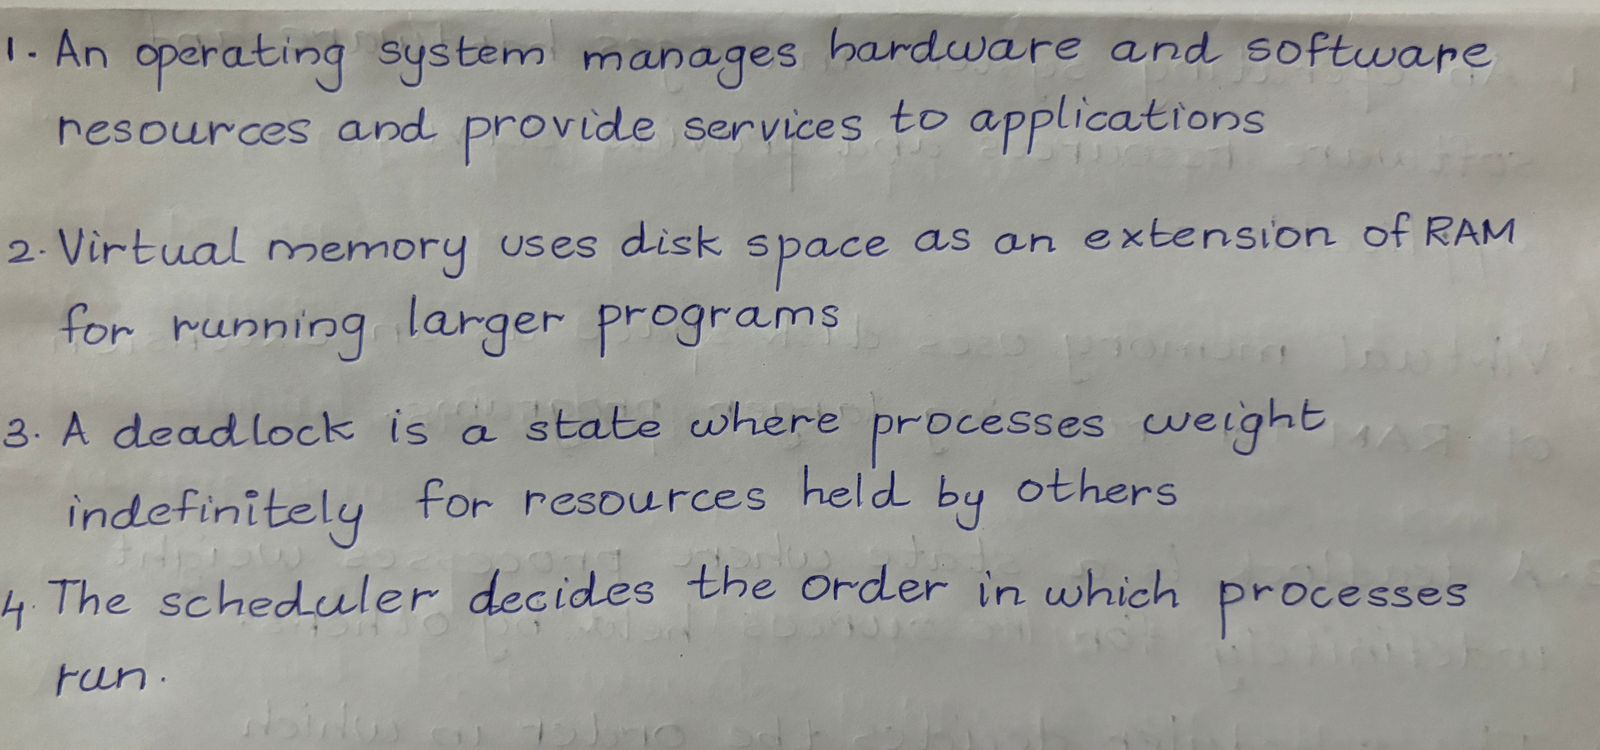 1. An operating system manages hardware and software
resources and provide services to applications
2. Virtual memory uses disk space as an extension of RAM
for running larger programs
3. A deadlock is a state where processes weight
indefinitely for resources held by others
4. The scheduler decides the order in which processes
run.